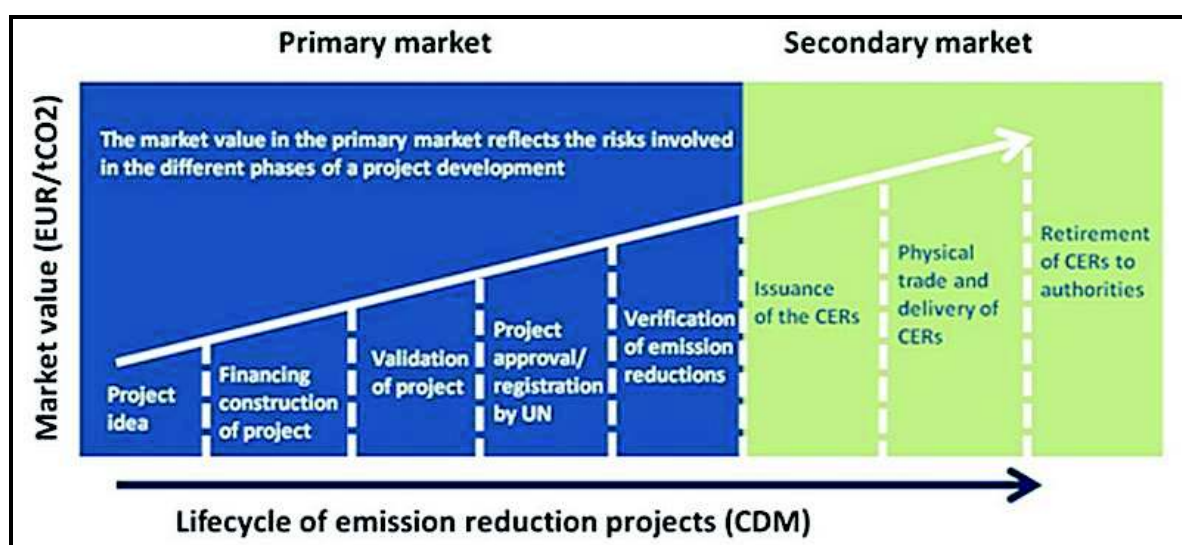 Primary market
Secondary market
Market value (EUR/tCO2)
The market value in the primary market reflects the risks involved
in the different phases of a project development
Project
idea
Financing
construction
of project
Validation
of project
Project
approval/
registration
by UN
Verification
of emission
reductions
Issuance
of the CERs
Physical
trade and
delivery of
CERs
Retirement
of CERs to
authorities
Lifecycle of emission reduction projects (CDM)